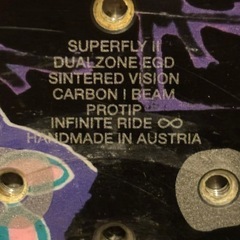 SUPERFLY II
DUALZONE EGD
SINTERED VISION
CARBON I BEAM
PROTIP
INFINITE RIDE ∞
HANDMADE IN AUSTRIA